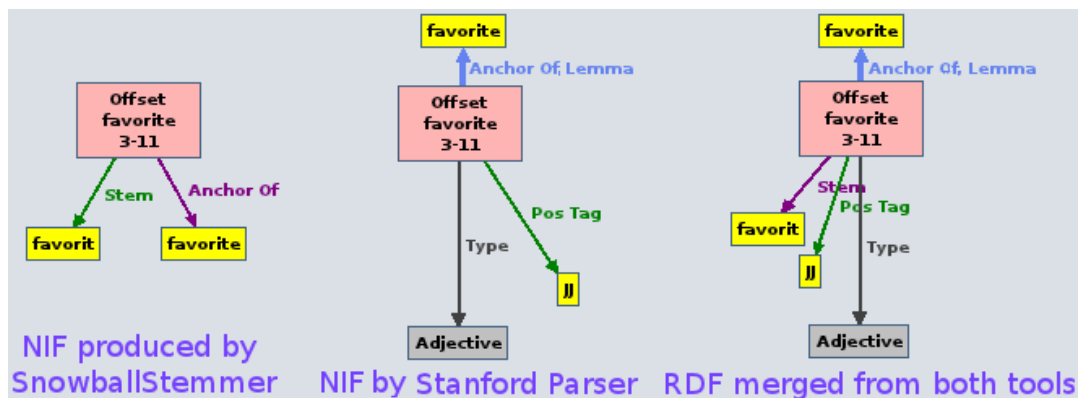 Offset
favorite
3-11
Stem
Anchor Of
favorit
favorite
NIF produced by
SnowballStemmer
favorite
Anchor Of, Lemma
Offset
favorite
3-11
Pos Tag
Type
JJ
Adjective
NIF by Stanford Parser
favorite
Anchor Of, Lemma
Offset
favorite
3-11
Stem
Pos Tag
favorit
Type
JJ
Adjective
RDF merged from both tools